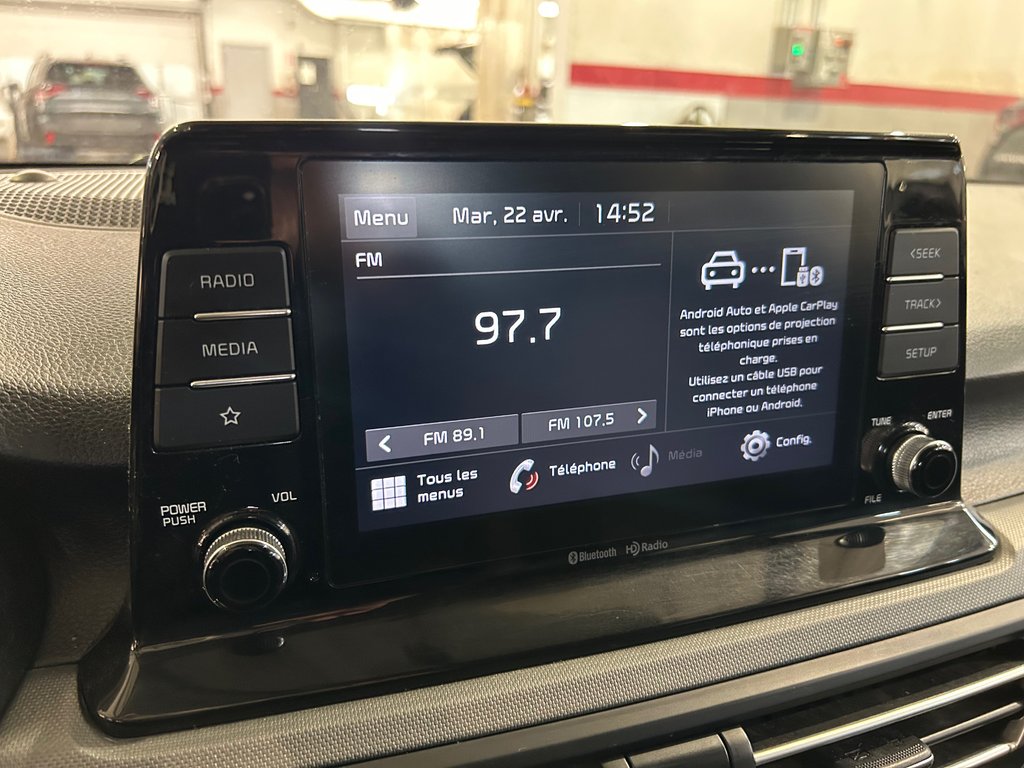 Menu Mar, 22 avr. 14:52
FM
97.7
< FM 89.1 FM 107.5 >
Android Auto et Apple CarPlay
sont les options de projection
téléphonique prises en
charge.
Utilisez un câble USB pour
connecter un téléphone
iPhone ou Android.
Tous les
menus
Téléphone
Média
Config.
RADIO
MEDIA
POWER
PUSH
VOL
<SEEK
TRACK>
SETUP
TUNE
ENTER
FILE
Bluetooth HD Radio